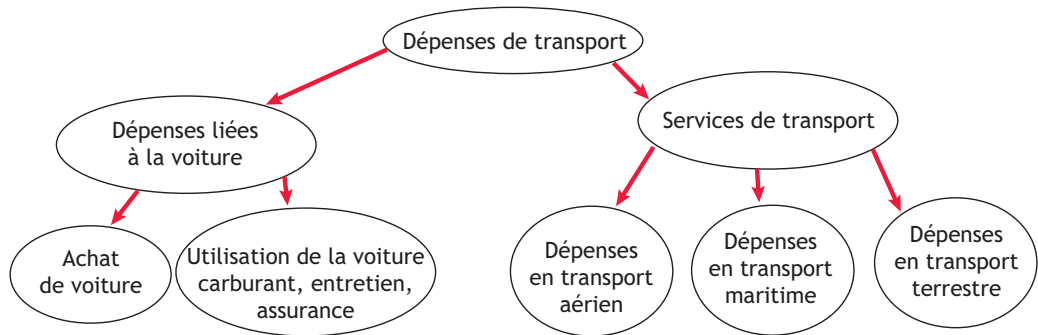 Dépenses de transport
Dépenses liées
à la voiture
Services de transport
Achat
de voiture
Utilisation de la voiture
carburant, entretien,
assurance
Dépenses
en transport
aérien
Dépenses
en transport
maritime
Dépenses
en transport
terrestre